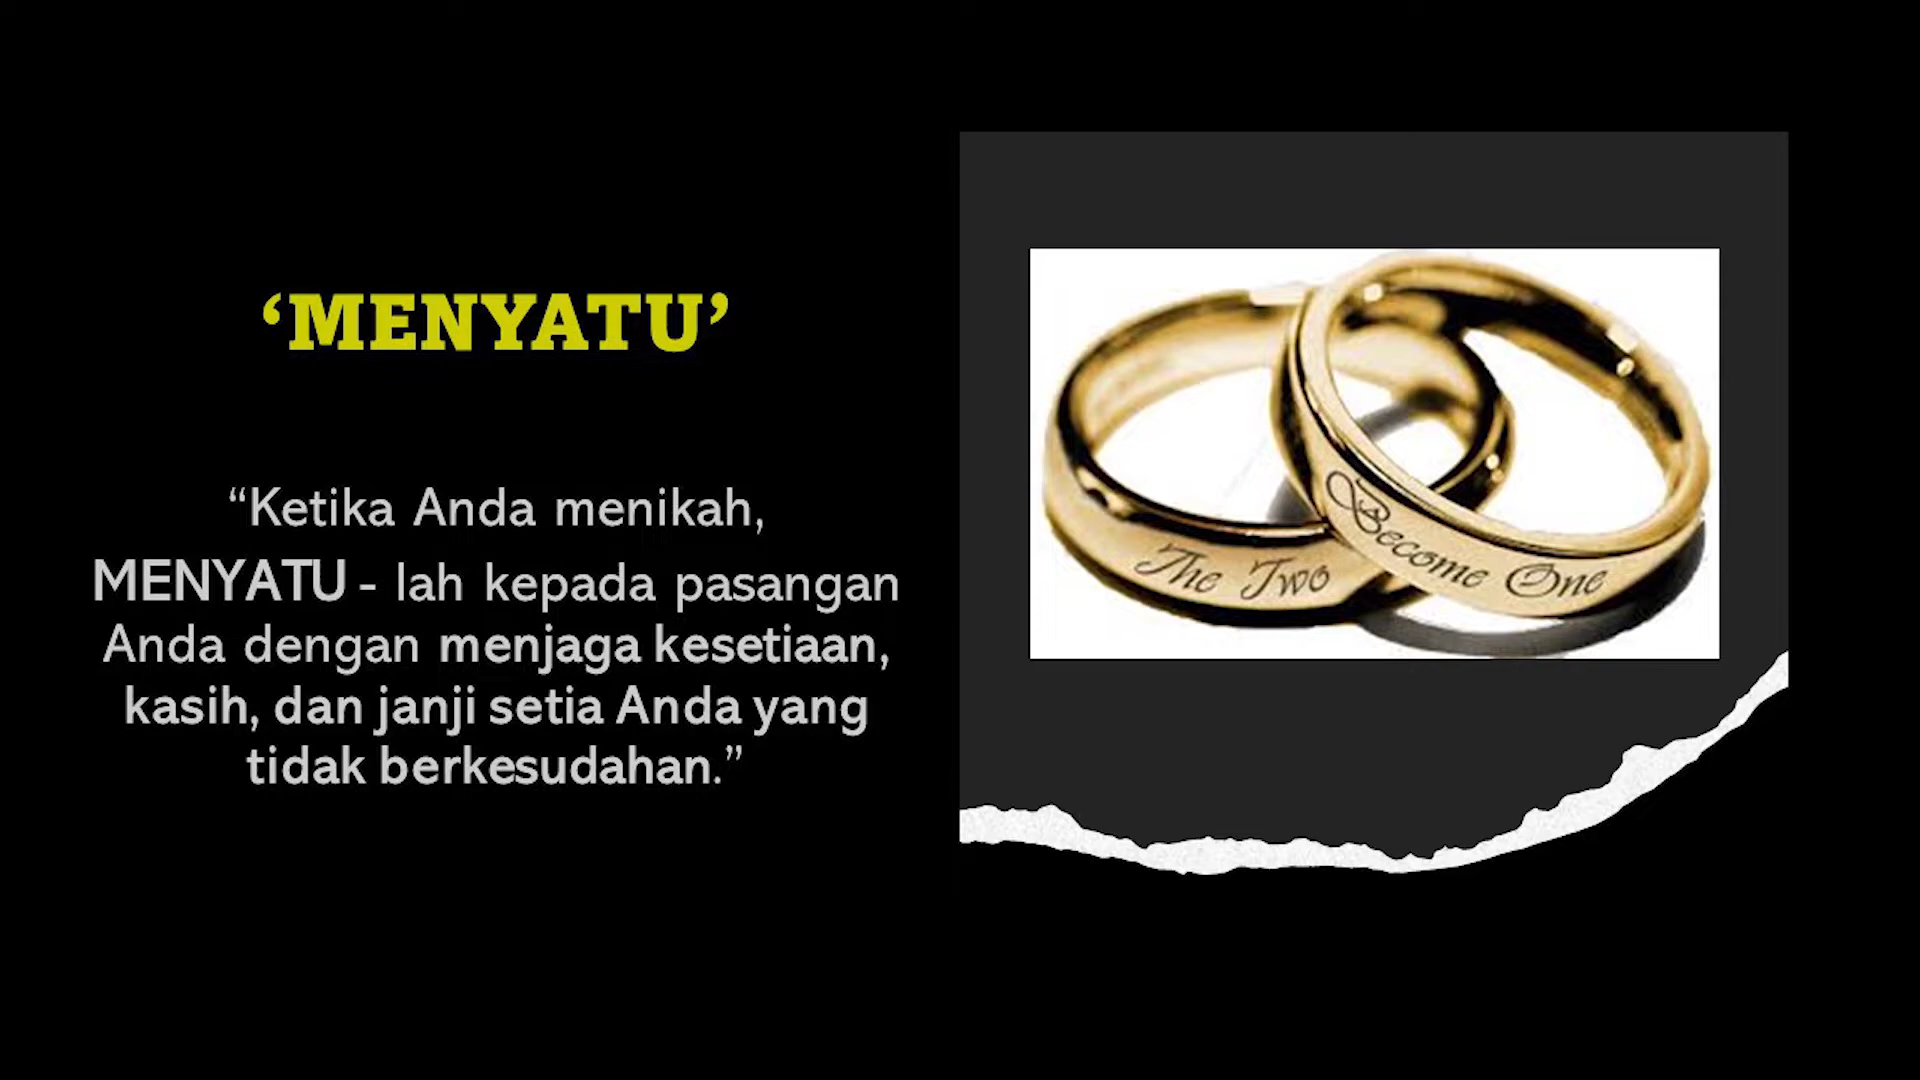 ‘MENYATU’
“Ketika Anda menikah,
MENYATU - lah kepada pasangan
Anda dengan menjaga kesetiaan,
kasih, dan janji setia Anda yang
tidak berkesudahan.”
The Two
Become One